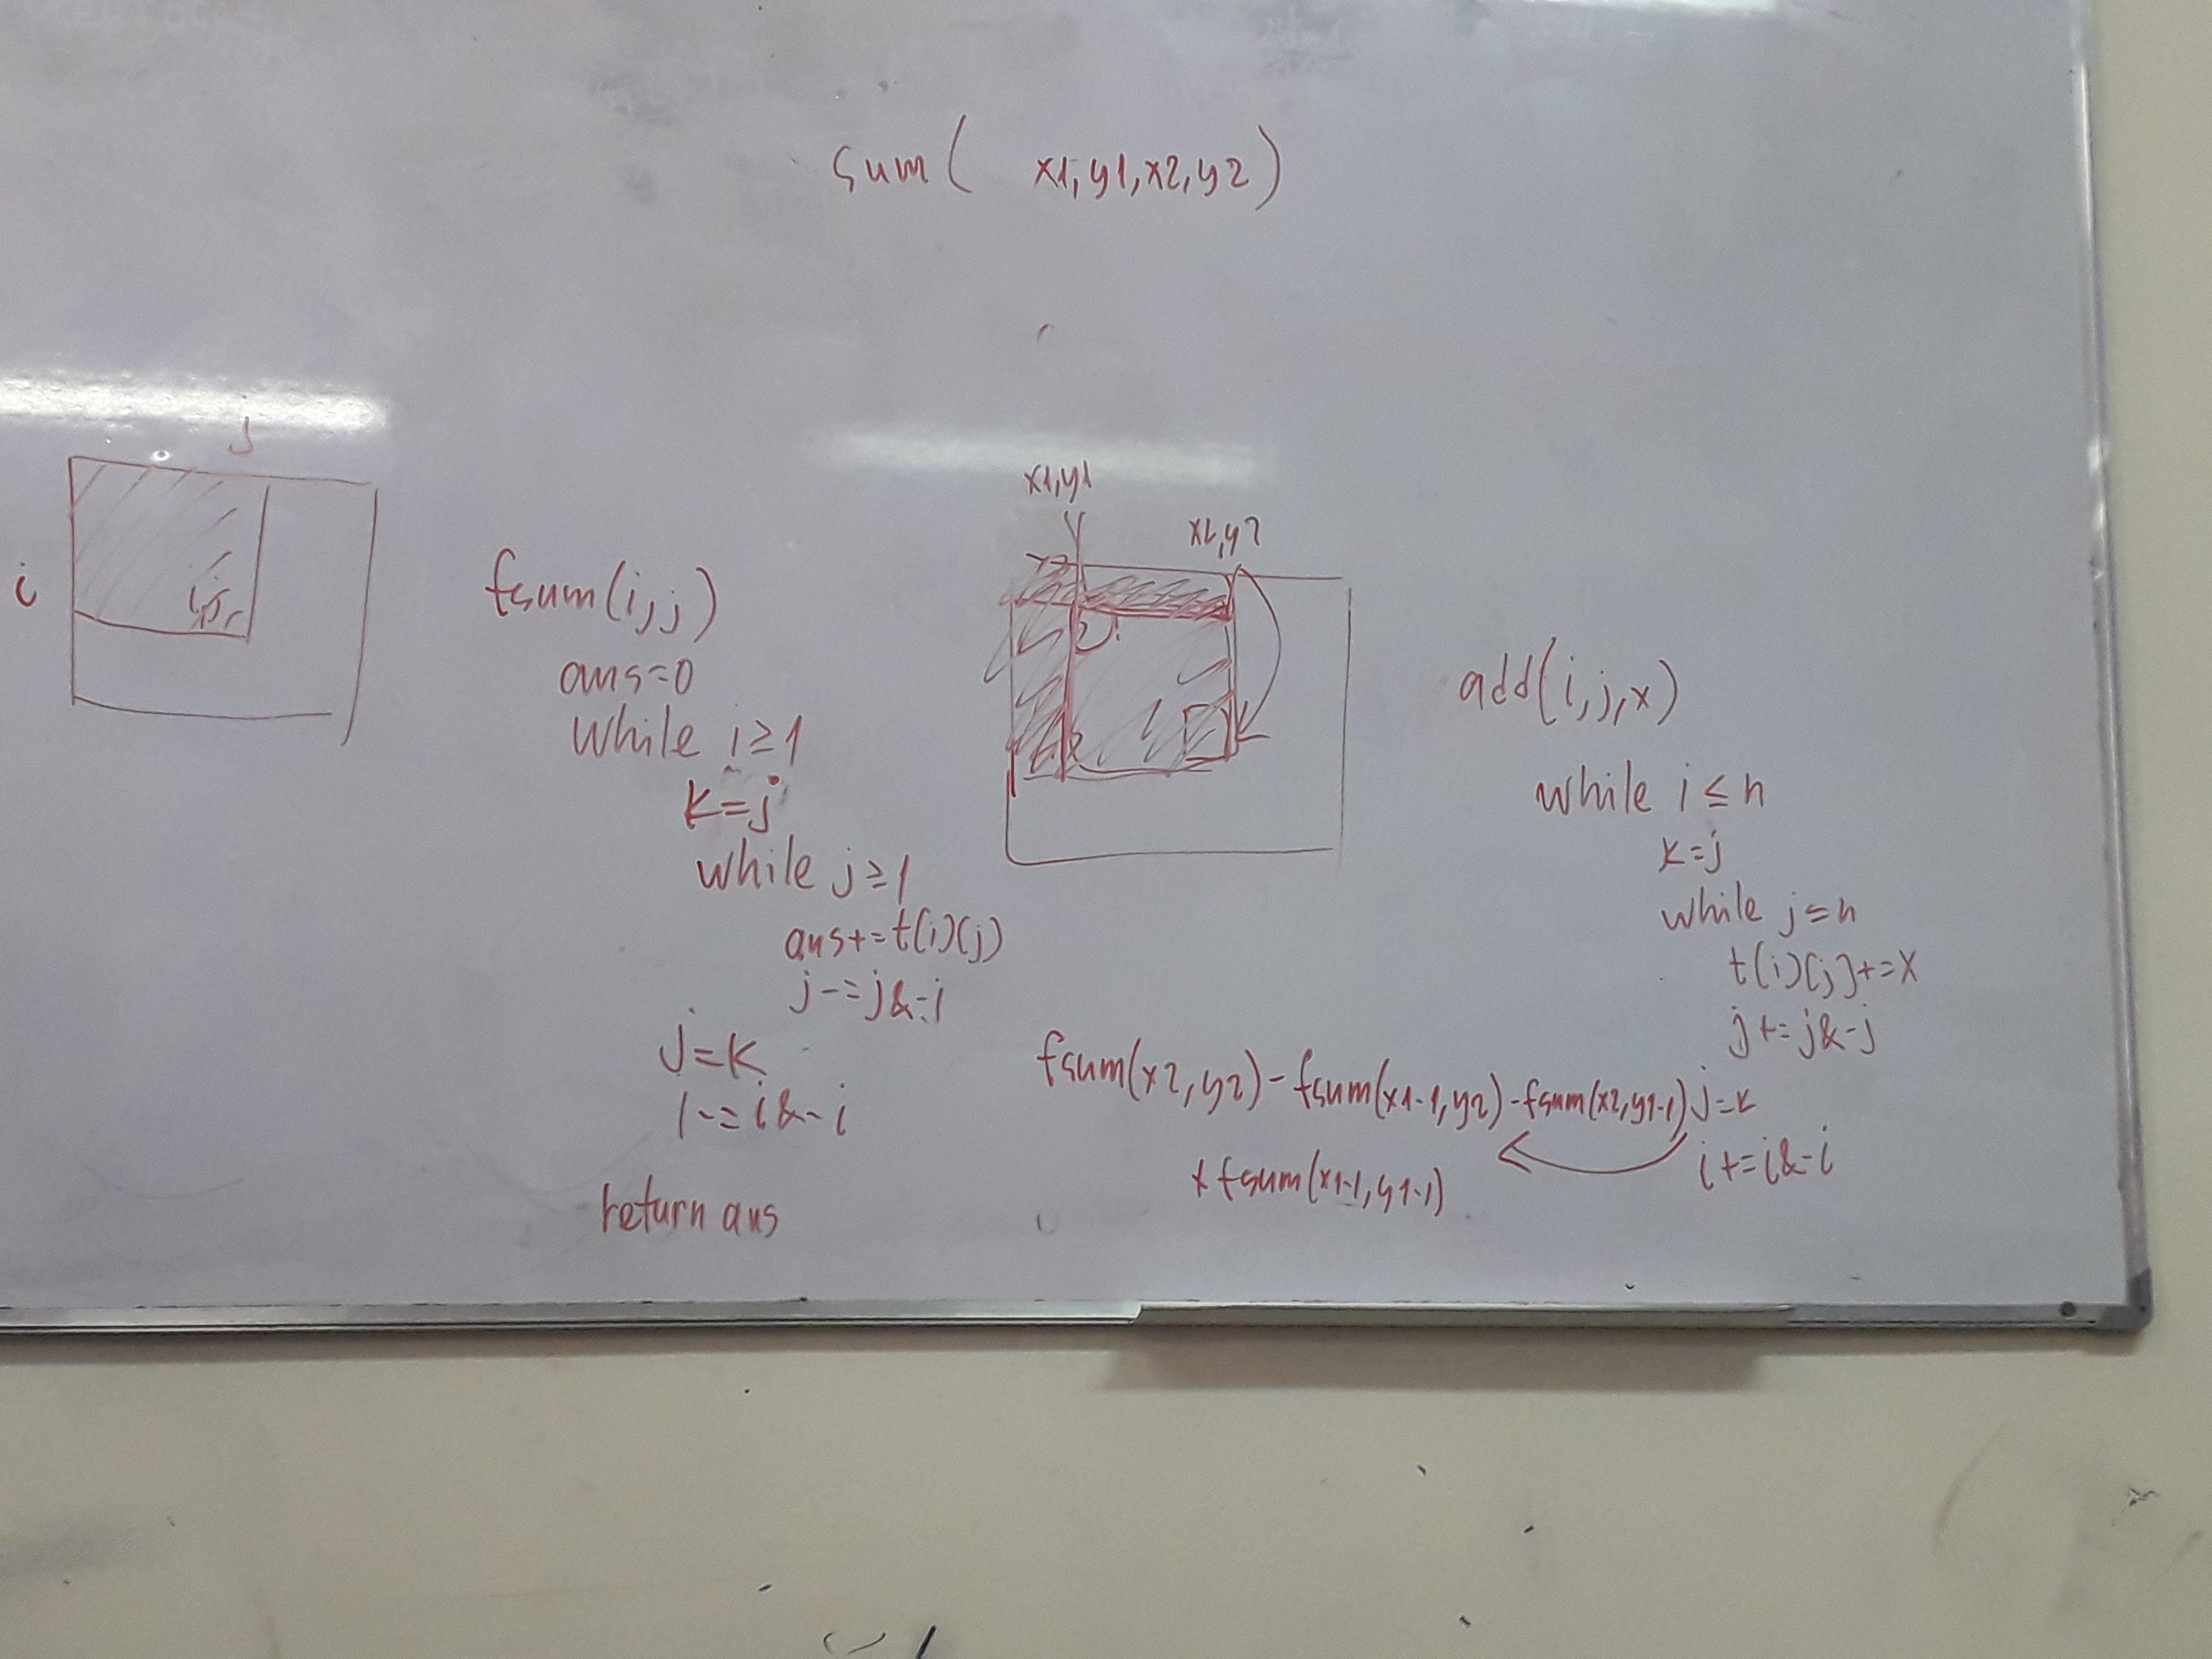 sum( x1,y1,x2,y2)
j
i
i,j
fsum(i,j)
ans=0
while i≥1
k=j
while j≥1
ans+=t(i)(j)
j-=j&-j
j=k
i-=i&-i
return ans
x1,y1
x2,y2
fsum(x2,y2)-fsum(x1-1,y2)-fsum(x2,y1-1)
+fsum(x1-1,y1-1)
add(i,j,x)
while i≤n
k=j
while j≤n
t(i)(j)+=x
j+=j&-j
j=k
i+=i&-i